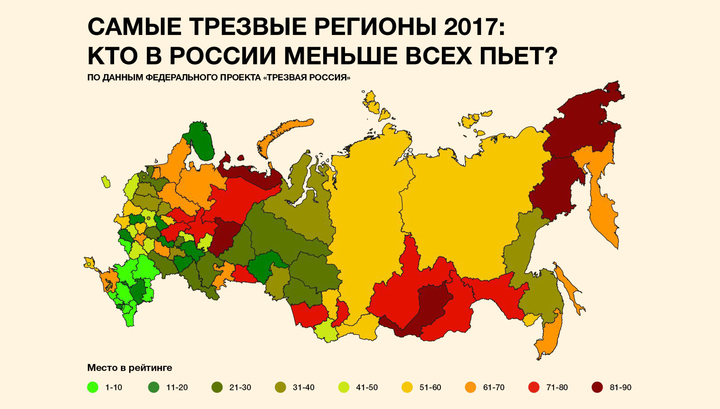 САМЫЕ ТРЕЗВЫЕ РЕГИОНЫ 2017:
КТО В РОССИИ МЕНЬШЕ ВСЕХ ПЬЕТ?
ПО ДАННЫМ ФЕДЕРАЛЬНОГО ПРОЕКТА «ТРЕЗВАЯ РОССИЯ»
Место в рейтинге
1-10 11-20 21-30 31-40 41-50 51-60 61-70 71-80 81-90